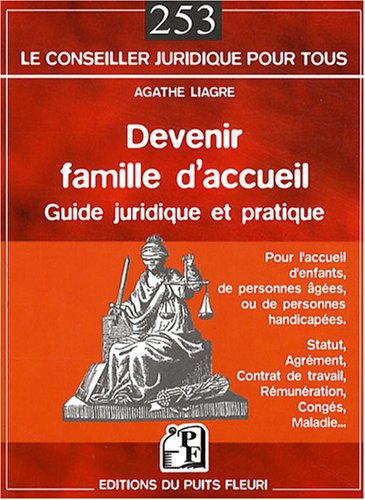 253
LE CONSEILLER JURIDIQUE POUR TOUS
AGATHE LIAGRE
Devenir
famille d'accueil
Guide juridique et pratique
Pour l'accueil
d'enfants,
de personnes âgées,
ou de personnes
handicapées.
Statut,
Agrément,
Contrat de travail,
Rémunération,
Congés,
Maladie...
PF
EDITIONS DU PUITS FLEURI